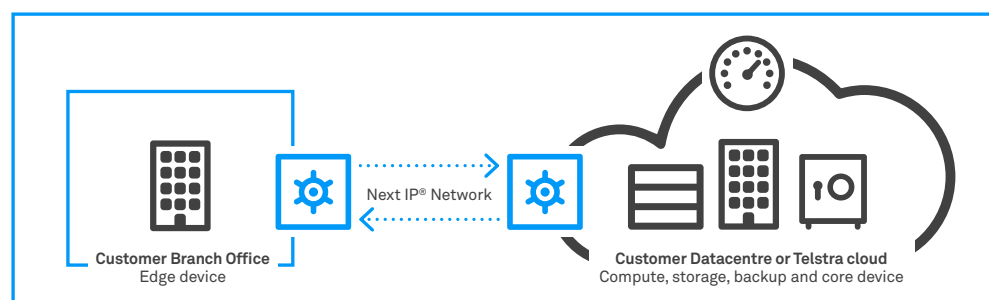 Next IP® Network
Customer Branch Office
Edge device
Customer Datacentre or Telstra cloud
Compute, storage, backup and core device